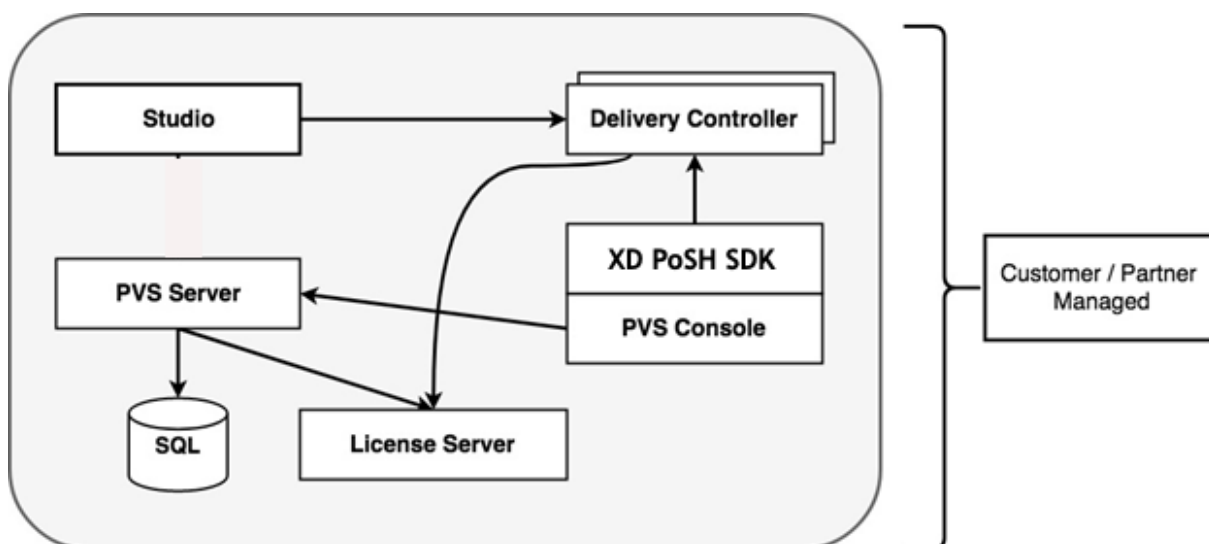 Studio
Delivery Controller
XD PoSH SDK
PVS Server
PVS Console
SQL
License Server
Customer / Partner
Managed